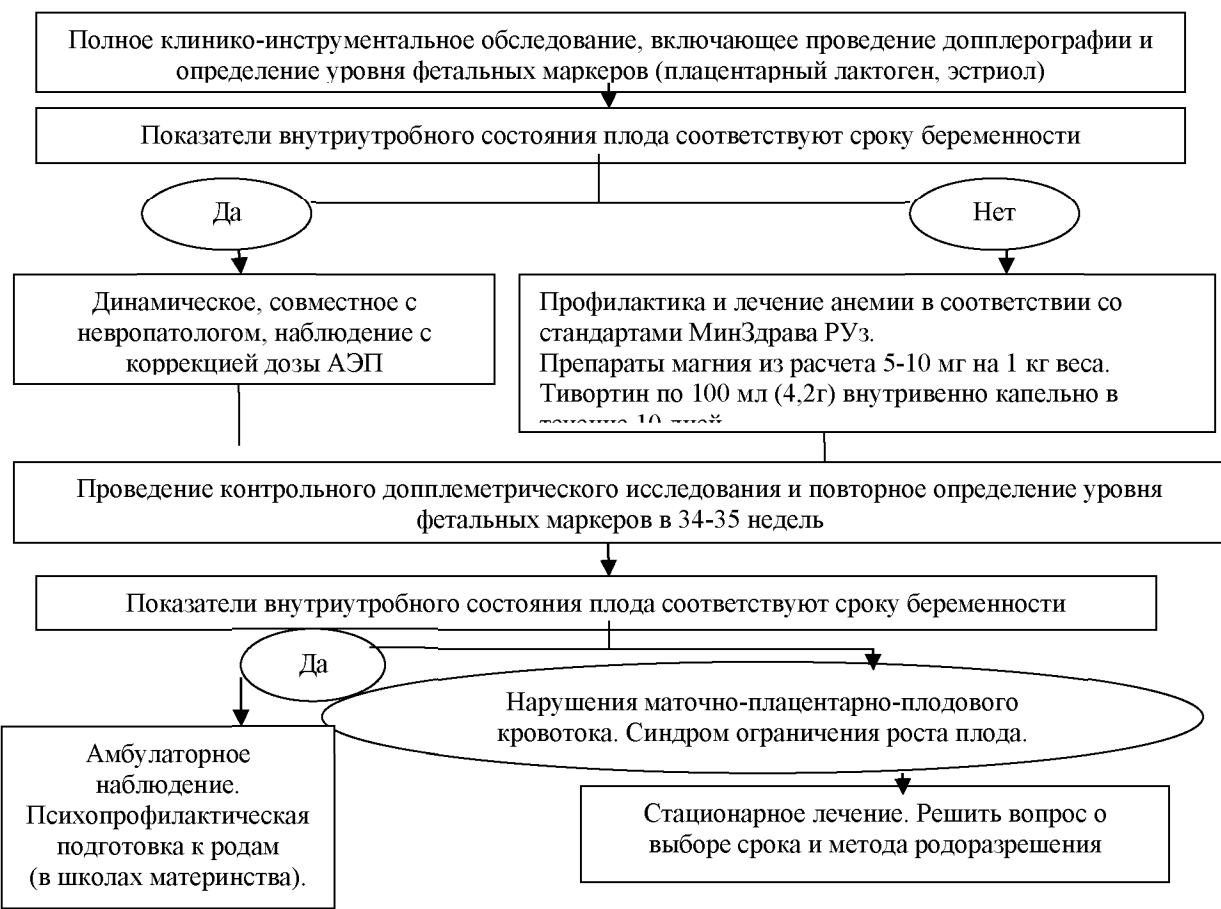 Полное клинико-инструментальное обследование, включающее проведение допплерографии и
определение уровня фетальных маркеров (плацентарный лактоген, эстриол)
Показатели внутриутробного состояния плода соответствуют сроку беременности
Да
Нет
Динамическое, совместное с
невропатологом, наблюдение с
коррекцией дозы АЭП
Профилактика и лечение анемии в соответствии со
стандартами МинЗдрава РУз.
Препараты магния из расчета 5-10 мг на 1 кг веса.
Тивортин по 100 мл (4,2г) внутривенно капельно в
течение 10 дней
Проведение контрольного допплеметрического исследования и повторное определение уровня
фетальных маркеров в 34-35 недель
Показатели внутриутробного состояния плода соответствуют сроку беременности
Да
Нарушения маточно-плацентарно-плодового
кровотока. Синдром ограничения роста плода.
Амбулаторное
наблюдение.
Психопрофилактическая
подготовка к родам
(в школах материнства).
Стационарное лечение. Решить вопрос о
выборе срока и метода родоразрешения